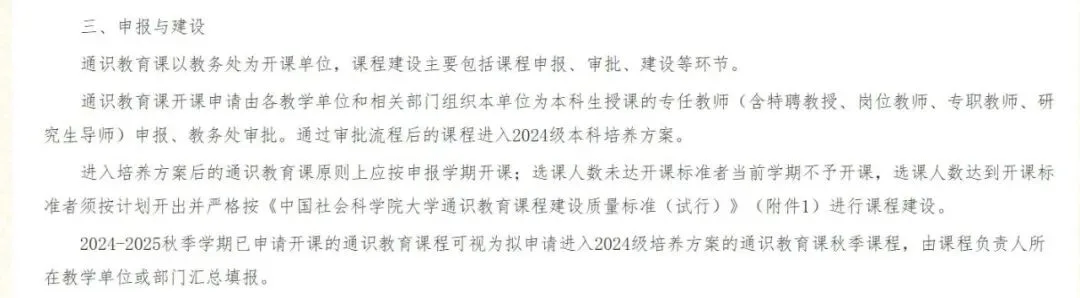 三、申报与建设
通识教育课以教务处为开课单位，课程建设主要包括课程申报、审批、建设等环节。
通识教育课开课申请由各教学单位和相关部门组织本单位为本科生授课的专任教师（含特聘教授、岗位教师、专职教师、研
究生导师）申报、教务处审批。通过审批流程后的课程进入2024级本科培养方案。
进入培养方案后的通识教育课原则上应按申报学期开课；选课人数未达开课标准者当前学期不予开课，选课人数达到开课标
准者须按计划开出并严格按《中国社会科学院大学通识教育课程建设质量标准（试行）》（附件1）进行课程建设。
2024-2025秋季学期已申请开课的通识教育课程可视为拟申请进入2024级培养方案的通识教育课秋季课程，由课程负责人所
在教学单位或部门汇总填报。